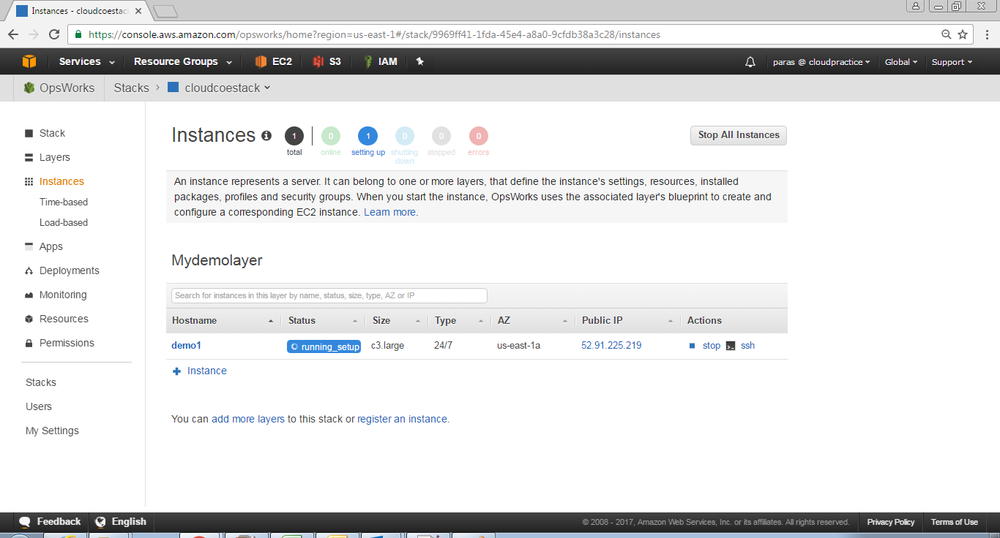 Instances - cloudcoestac
https://console.aws.amazon.com/opsworks/home?region=us-east-1#/stack/9969ff41-1fda-45e4-a8a0-9cfdb38a3c28/instances
Services Resource Groups EC2 S3 IAM paras @ cloudpractice Global Support
OpsWorks Stacks > cloudcoestack
Stack
Layers
Instances
Time-based
Load-based
Apps
Deployments
Monitoring
Resources
Permissions
Stacks
Users
My Settings
Instances 1 0 1 0 0 0 Stop All Instances
total online setting up shutting down stopped errors
An instance represents a server. It can belong to one or more layers, that define the instance's settings, resources, installed
packages, profiles and security groups. When you start the instance, OpsWorks uses the associated layer's blueprint to create and
configure a corresponding EC2 instance. Learn more.
Mydemolayer
Search for instances in this layer by name, status, size, type, AZ or IP
Hostname Status Size Type AZ Public IP Actions
demo1 running_setup c3.large 24/7 us-east-1a 52.91.225.219 stop ssh
Instance
You can add more layers to this stack or register an instance.
Feedback English © 2008 - 2017, Amazon Web Services, Inc. or its affiliates. All rights reserved. Privacy Policy Terms of Use